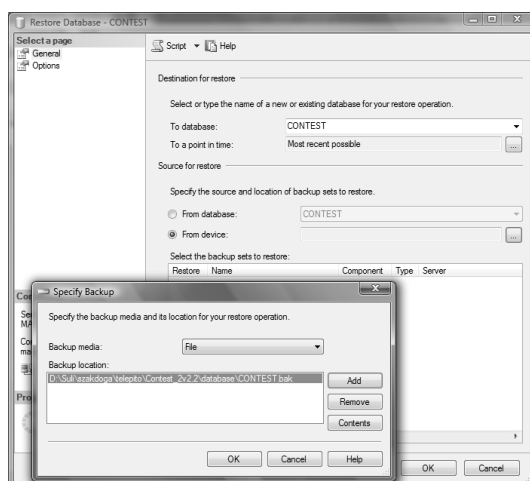 Restore Database - CONTEST
Select a page
General
Options
Script Help
Destination for restore
Select or type the name of a new or existing database for your restore operation.
To database: CONTEST
To a point in time: Most recent possible ...
Source for restore
Specify the source and location of backup sets to restore.
From database: CONTEST
From device: ...
Select the backup sets to restore:
Restore Name Component Type Server
Specify Backup
Specify the backup media and its location for your restore operation.
Backup media: File
Backup location:
D:\Suli\szakdoga\telepito\Contest_2v2.2\database\CONTEST.bak
Add
Remove
Contents
OK Cancel Help
OK Cancel